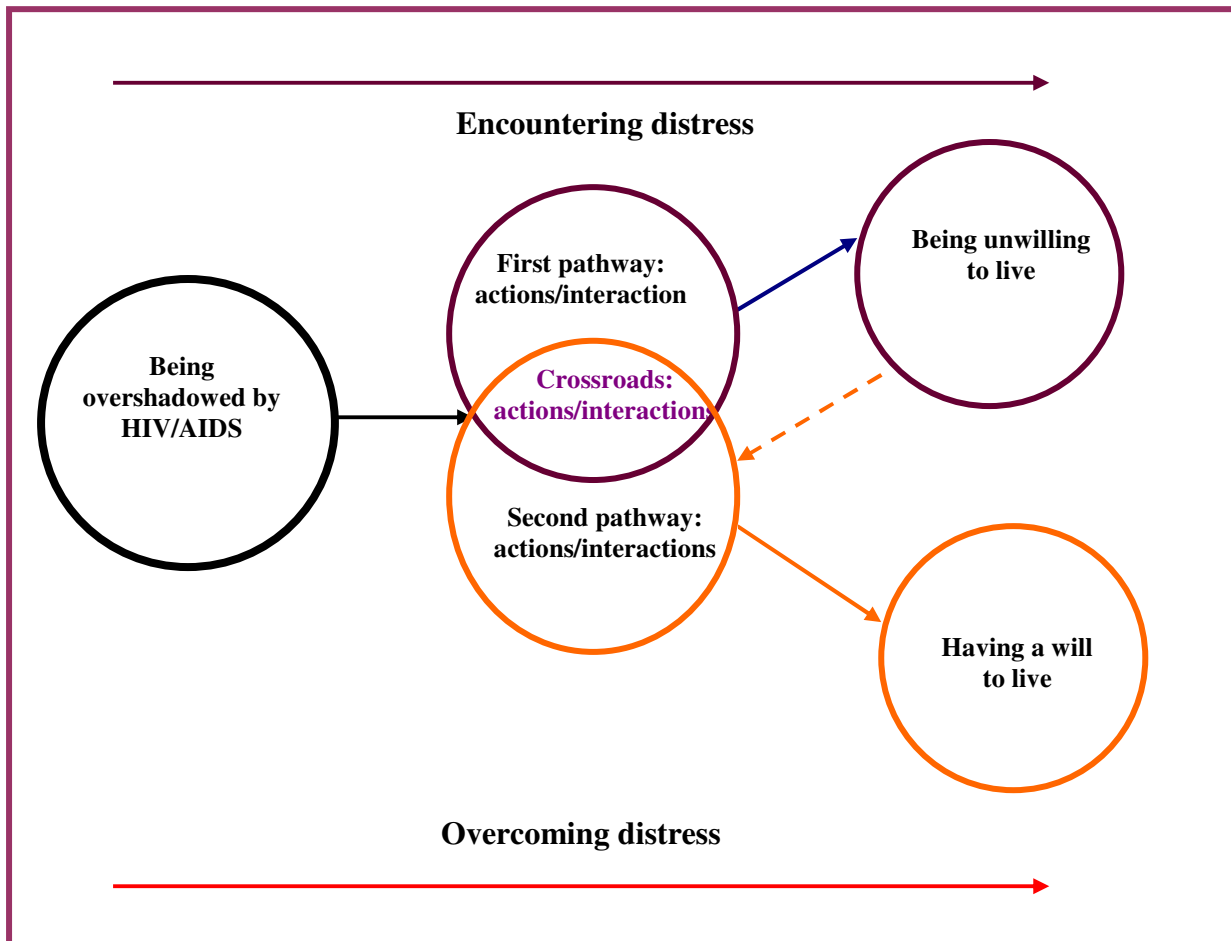 Encountering distress
First pathway:
actions/interaction
Being unwilling
to live
Being
overshadowed by
HIV/AIDS
Crossroads:
actions/interactions
Second pathway:
actions/interactions
Having a will
to live
Overcoming distress